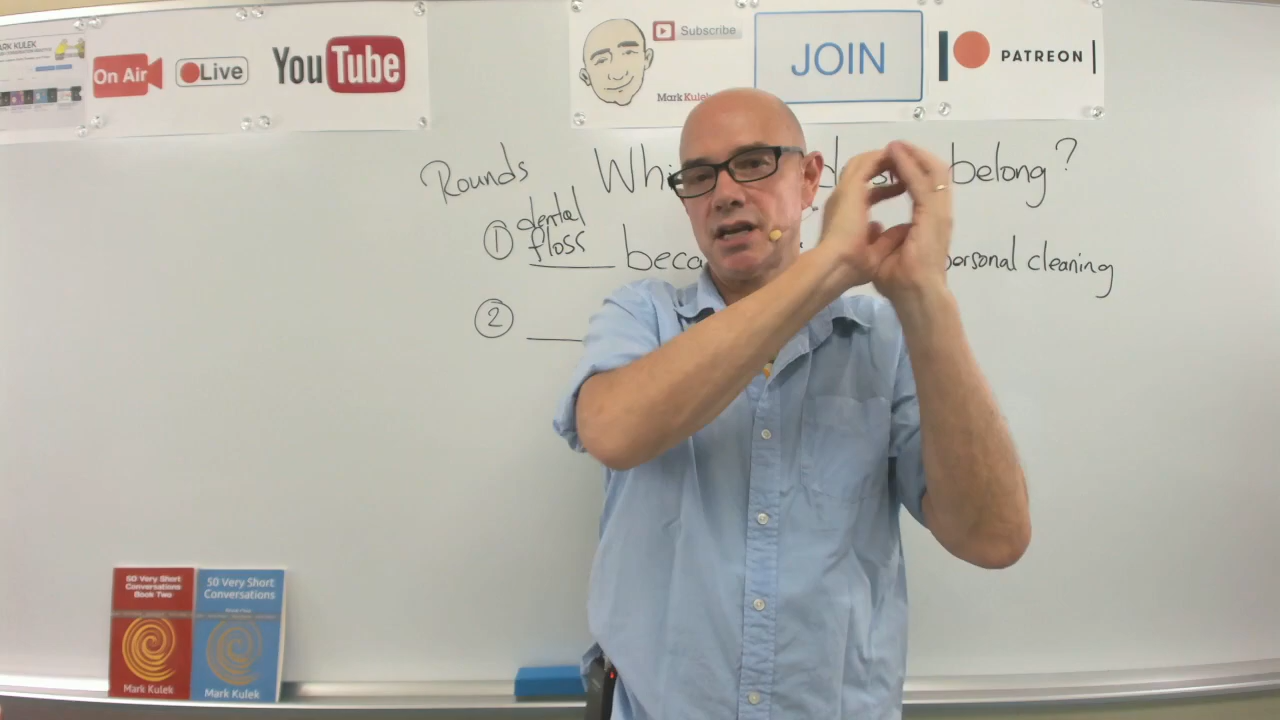 MARK KULEK
On Air
Live
YouTube
Subscribe
Mark Kulek
JOIN
PATREON
Rounds
belong?
① dental
floss
personal cleaning
②
50 Very Short
Conversations
Book Two
Mark Kulek
50 Very Short
Conversations
Mark Kulek